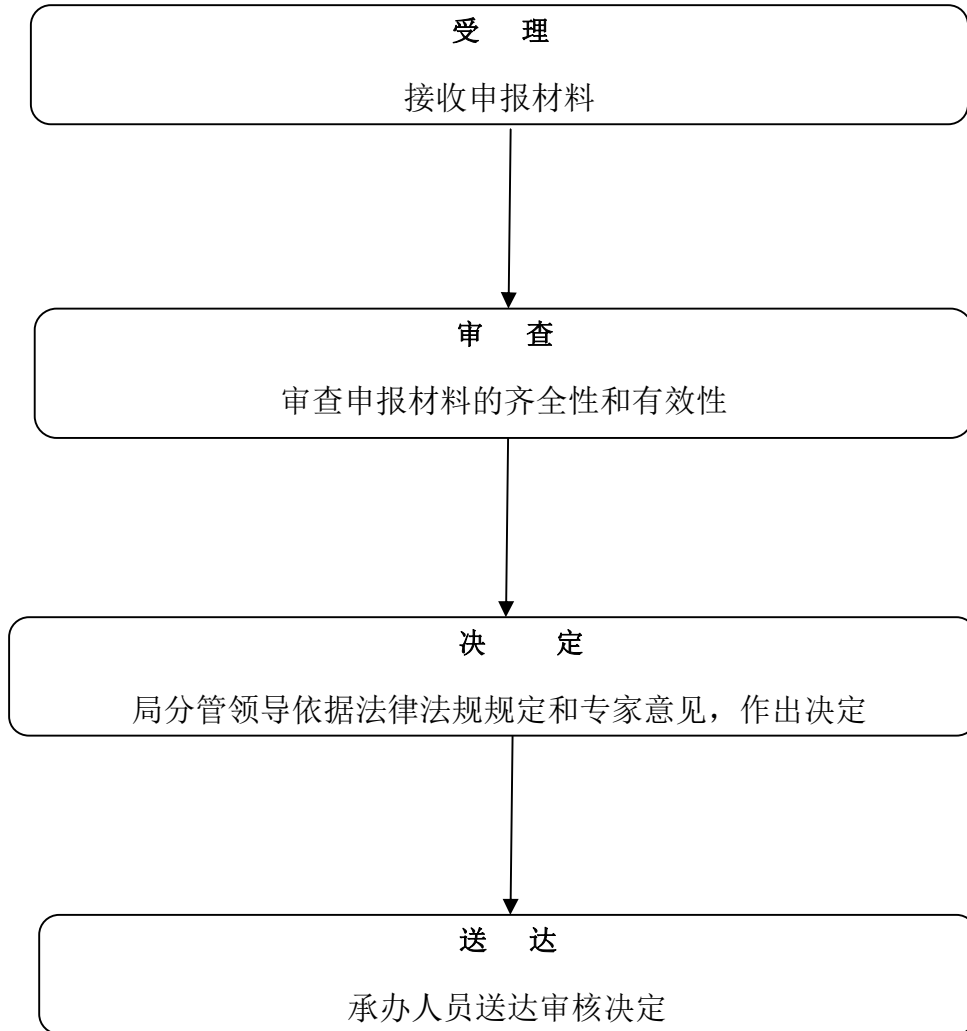 受 理
接收申报材料
审 查
审查申报材料的齐全性和有效性
决 定
局分管领导依据法律法规规定和专家意见，作出决定
送 达
承办人员送达审核决定